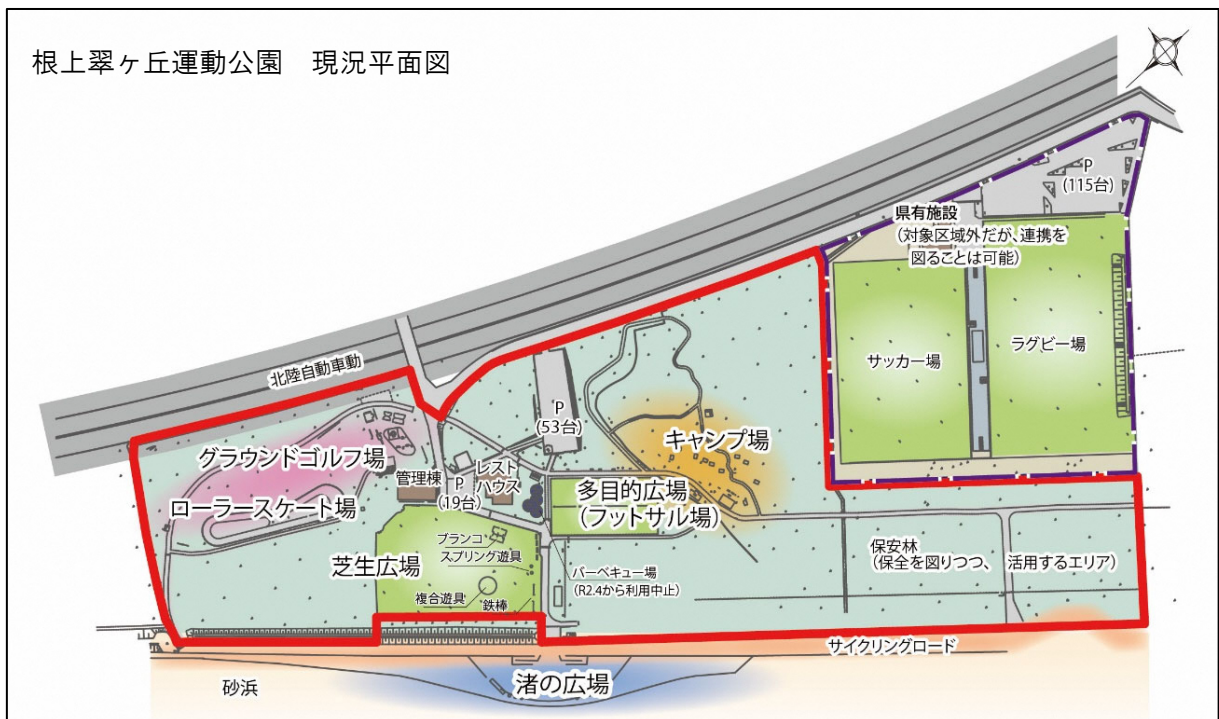 根上翠ヶ丘運動公園　現況平面図
P
(115台)
県有施設
(対象区域外だが、連携を
図ることは可能)
サッカー場
ラグビー場
北陸自動車動
P
(53台)
キャンプ場
グラウンドゴルフ場
ローラースケート場
管理棟
P
(19台)
レスト
ハウス
多目的広場
(フットサル場)
芝生広場
ブランコ
スプリング遊具
複合遊具
鉄棒
バーベキュー場
(R2.4から利用中止)
保安林
(保全を図りつつ、活用するエリア)
サイクリングロード
砂浜
渚の広場